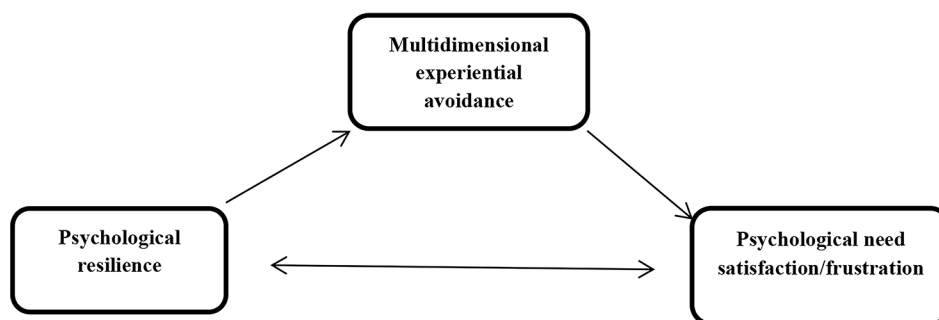 Multidimensional
experiential
avoidance
Psychological
resilience
Psychological need
satisfaction/frustration